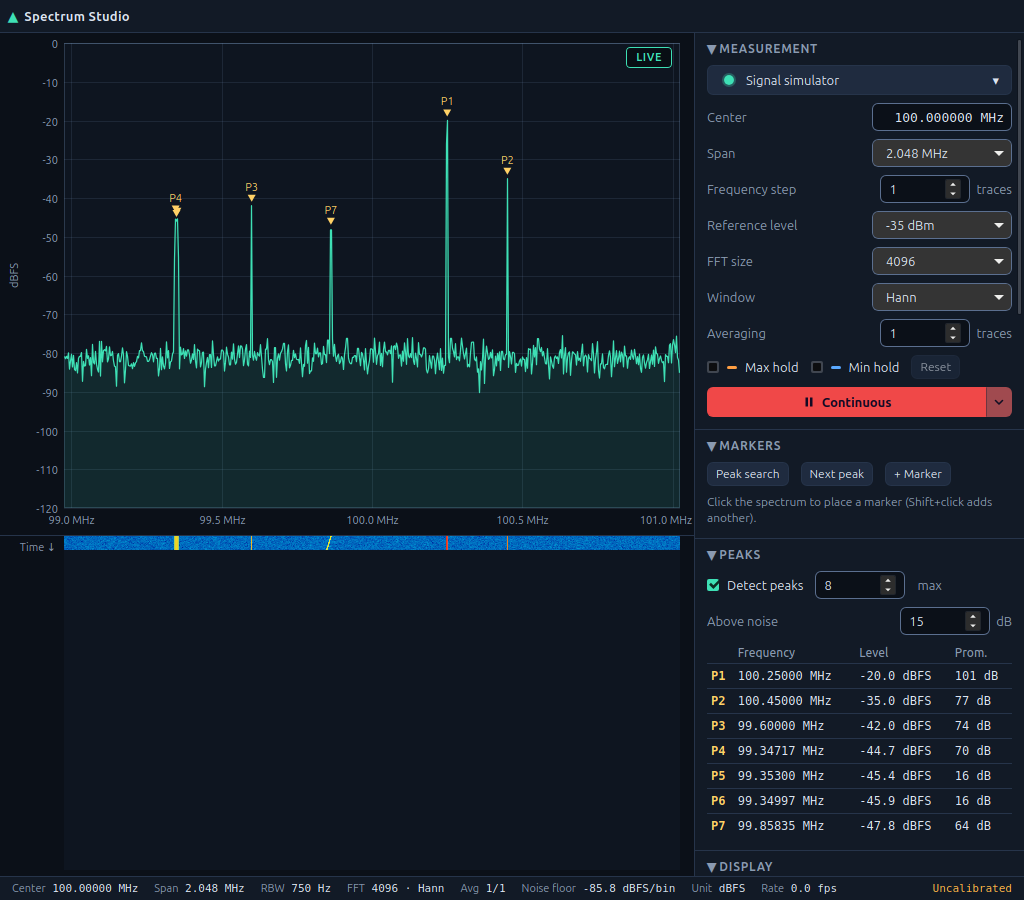 Spectrum Studio
0
-10
-20
-30
-40
-50
-60
-70
-80
-90
-100
-110
-120
dBFS
LIVE
P1
P2
P3
P4
P7
99.0 MHz
99.5 MHz
100.0 MHz
100.5 MHz
101.0 MHz
Time ↓
▼ MEASUREMENT
Signal simulator
Center 100.000000 MHz
Span 2.048 MHz
Frequency step 1 traces
Reference level -35 dBm
FFT size 4096
Window Hann
Averaging 1 traces
Max hold Min hold Reset
Continuous
▼ MARKERS
Peak search Next peak + Marker
Click the spectrum to place a marker (Shift+click adds
another).
▼ PEAKS
Detect peaks 8 max
Above noise 15 dB
Frequency Level Prom.
P1 100.25000 MHz -20.0 dBFS 101 dB
P2 100.45000 MHz -35.0 dBFS 77 dB
P3 99.60000 MHz -42.0 dBFS 74 dB
P4 99.34717 MHz -44.7 dBFS 70 dB
P5 99.35300 MHz -45.4 dBFS 16 dB
P6 99.34997 MHz -45.9 dBFS 16 dB
P7 99.85835 MHz -47.8 dBFS 64 dB
▼ DISPLAY
Center 100.00000 MHz Span 2.048 MHz RBW 750 Hz FFT 4096 · Hann Avg 1/1 Noise floor -85.8 dBFS/bin Unit dBFS Rate 0.0 fps Uncalibrated